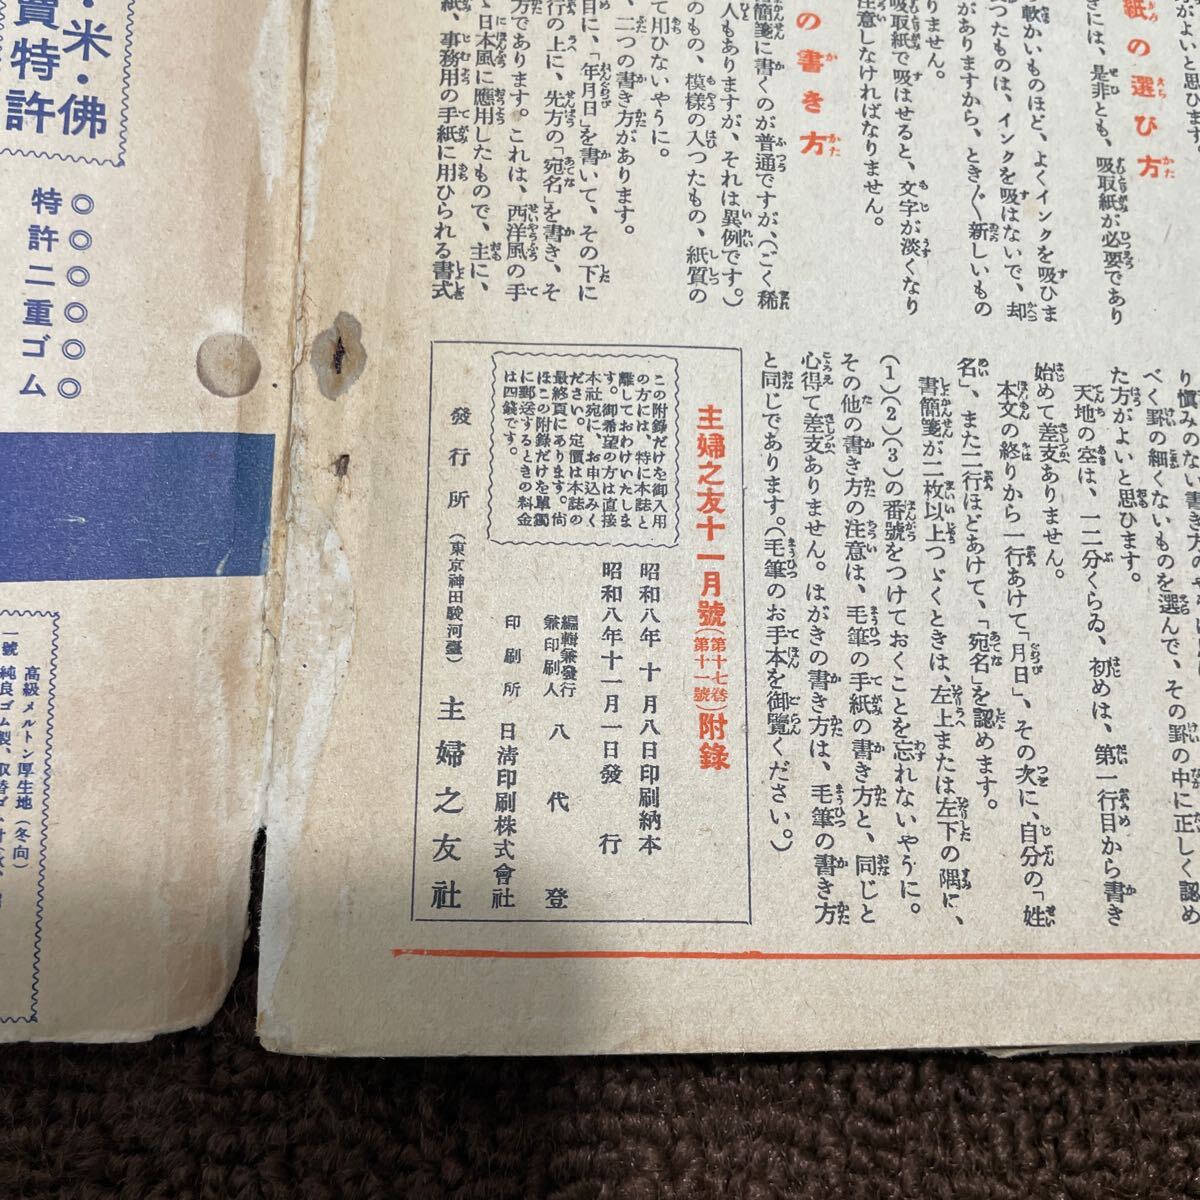 紙の選び方
がよいと思ひます。
きには、是非とも、吸取紙が必要であり
軟かいものほど、よくインクを吸ひま
つたものは、インクを吸はないで、却
がありますから、とき〲新しいもの
りません。
吸取紙で吸はせると、文字が淡くなり
注意しなければなりません。
の書き方
簡箋に書くのが普通ですが、(ごく稀
人もありますが、それは異例です。)
のもの、模様の入つたもの、紙質の
て用ひないやうに。
、二つの書き方があります。
目に、「年月日」を書いて、その下に
行の上に、先方の「宛名」を書き、そ
方であります。これは、西洋風の手
日本風に應用したもので、主に、
紙、事務用の手紙に用ひられる書式
り慣みのない書き方
べく罫の細くないものを選んで、その罫の中に正しく認め
た方がよいと思ひます。
天地の空は、一二分くらゐ、初めは、第一行目から書き
始めて差支ありません。
本文の終りから一行あけて「月日」、その次に、自分の「姓
名」、また二行ほどあけて、「宛名」を認めます。
書簡箋が二枚以上つゞくときは、左上または左下の隅に、
(1)(2)(3)の番號をつけておくことを忘れないやうに。
その他の書き方の注意は、毛筆の手紙の書き方と、同じと
心得て差支ありません。はがきの書き方は、毛筆の書き方
と同じであります。(毛筆のお手本を御覽ください。)
主婦之友十一月號(第十七卷第十一號)附錄
昭和八年十月八日印刷納本
昭和八年十一月一日發行
編輯兼發行兼印刷人 八代登
印刷所 日淸印刷株式會社
發行所 (東京神田駿河臺) 主婦之友社
この附錄だけを御入用
の方には、特に本誌と
離しておわけいたしま
す。御希望の方は直接
本社宛に、お申込みく
ださい。定價は本誌の
最終頁にあります。尙
ほこの附錄だけを單獨
に郵送するときの料金
は四錢です。
・米・佛
賣特許
◎◎◎◎◎◎
特許二重ゴム
高級メルトン厚生地(冬向)
一號 純良ゴム製、取替ゴム付